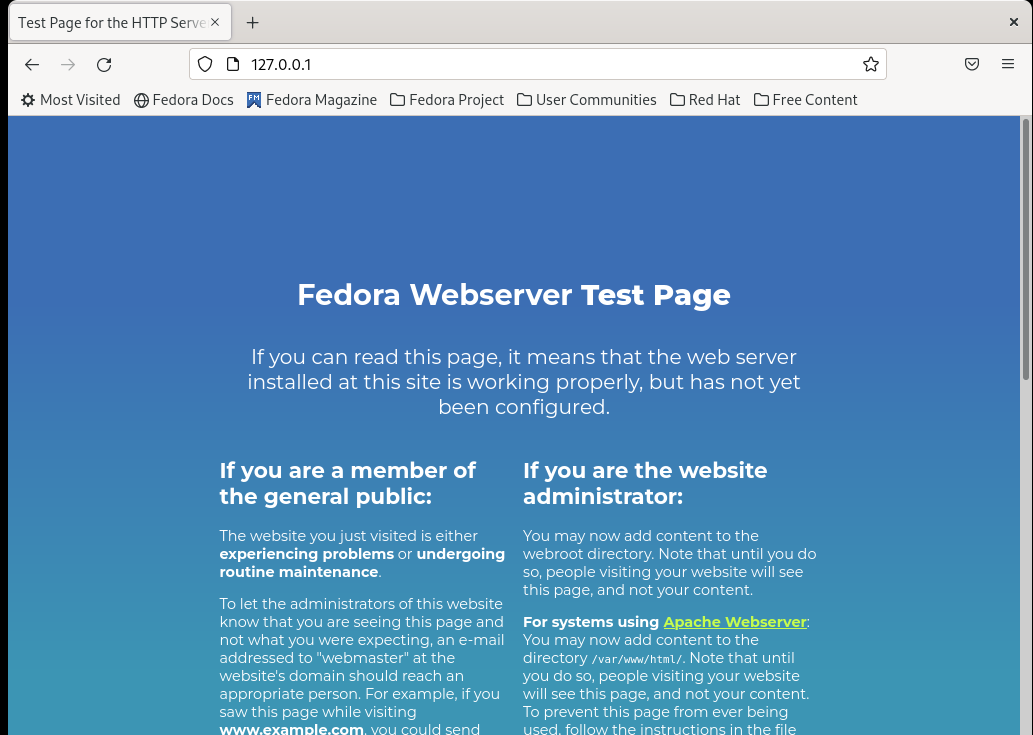 Test Page for the HTTP Serve
127.0.0.1
Most Visited Fedora Docs FM Fedora Magazine Fedora Project User Communities Red Hat Free Content
Fedora Webserver Test Page
If you can read this page, it means that the web server
installed at this site is working properly, but has not yet
been configured.
If you are a member of
the general public:
The website you just visited is either
experiencing problems or undergoing
routine maintenance.
To let the administrators of this website
know that you are seeing this page and
not what you were expecting, an e-mail
addressed to "webmaster" at the
website's domain should reach an
appropriate person. For example, if you
saw this page while visiting
www.example.com, you could send
If you are the website
administrator:
You may now add content to the
webroot directory. Note that until you do
so, people visiting your website will see
this page, and not your content.
For systems using Apache Webserver:
You may now add content to the
directory /var/www/html/. Note that until
you do so, people visiting your website
will see this page, and not your content.
To prevent this page from ever being
used, follow the instructions in the file